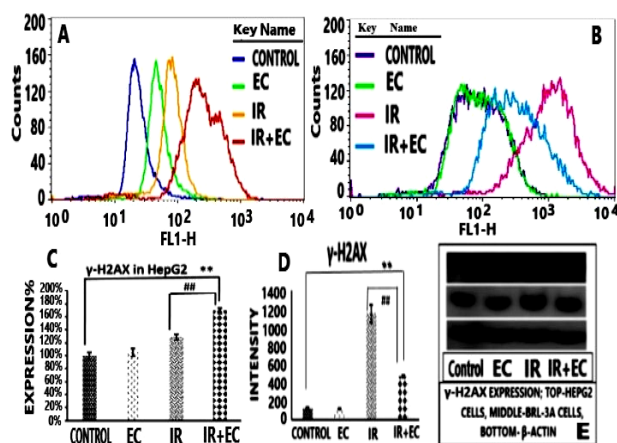 A
Key Name
CONTROL
EC
IR
IR+EC
Counts
200
160
120
80
40
0
10^0 10^1 10^2 10^3 10^4
FL1-H
B
Key Name
CONTROL
EC
IR
IR+EC
Counts
200
160
120
80
40
0
10^0 10^1 10^2 10^3 10^4
FL1-H
C
γ-H2AX in HepG2 **
##
EXPRESSION%
200%
180%
160%
140%
120%
100%
80%
60%
40%
20%
0%
CONTROL EC IR IR+EC
D
γ-H2AX
**
##
INTENSITY
1400
1200
1000
800
600
400
200
0
CONTROL EC IR IR+EC
Control EC IR IR+EC
γ-H2AX EXPRESSION; TOP-HEPG2
CELLS, MIDDLE-BRL-3A CELLS,
BOTTOM- β-ACTIN E